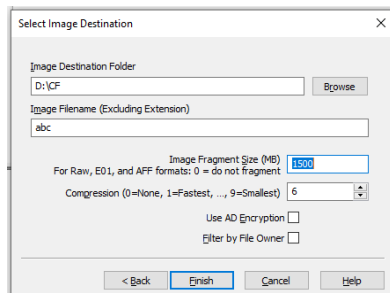 Select Image Destination
Image Destination Folder
D:\CF
Browse
Image Filename (Excluding Extension)
abc
Image Fragment Size (MB)
For Raw, E01, and AFF formats: 0 = do not fragment
1500
Compression (0=None, 1=Fastest, ..., 9=Smallest)
6
Use AD Encryption
Filter by File Owner
< Back
Finish
Cancel
Help